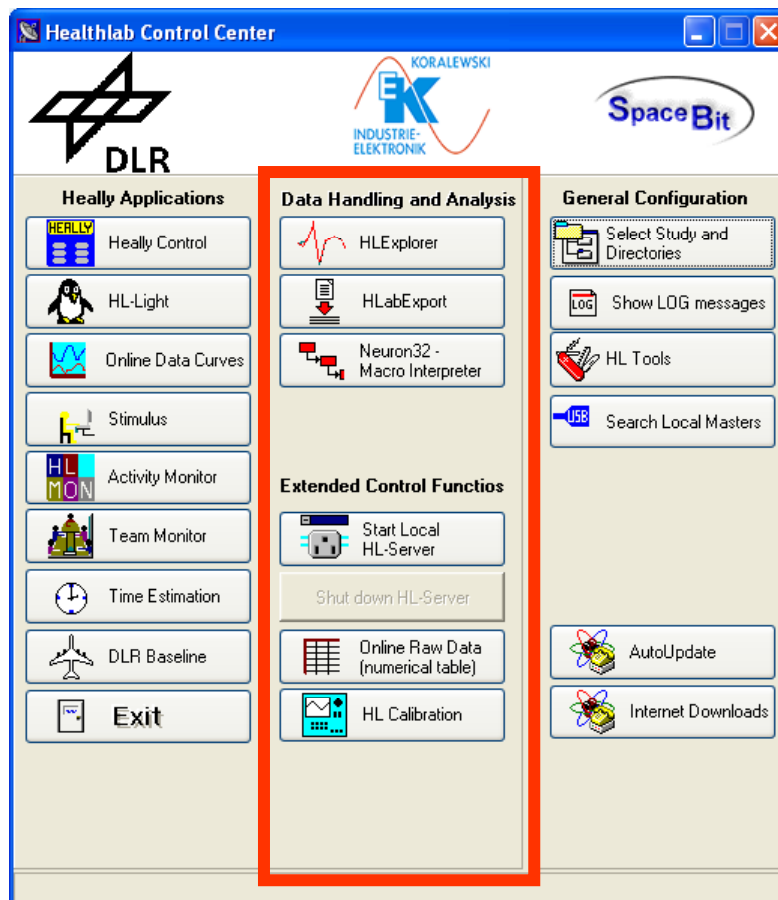 Healthlab Control Center
DLR
KORALEWSKI
EK
INDUSTRIE-
ELEKTRONIK
SpaceBit
Heally Applications
HEALLY
Heally Control
HL-Light
Online Data Curves
Stimulus
HL
MON
Activity Monitor
Team Monitor
Time Estimation
DLR Baseline
Exit
Data Handling and Analysis
HLExplorer
HLabExport
Neuron32 -
Macro Interpreter
Extended Control Functios
Start Local
HL-Server
Shut down HL-Server
Online Raw Data
(numerical table)
HL Calibration
General Configuration
Select Study and
Directories
LOG
Show LOG messages
HL Tools
USB
Search Local Masters
AutoUpdate
Internet Downloads